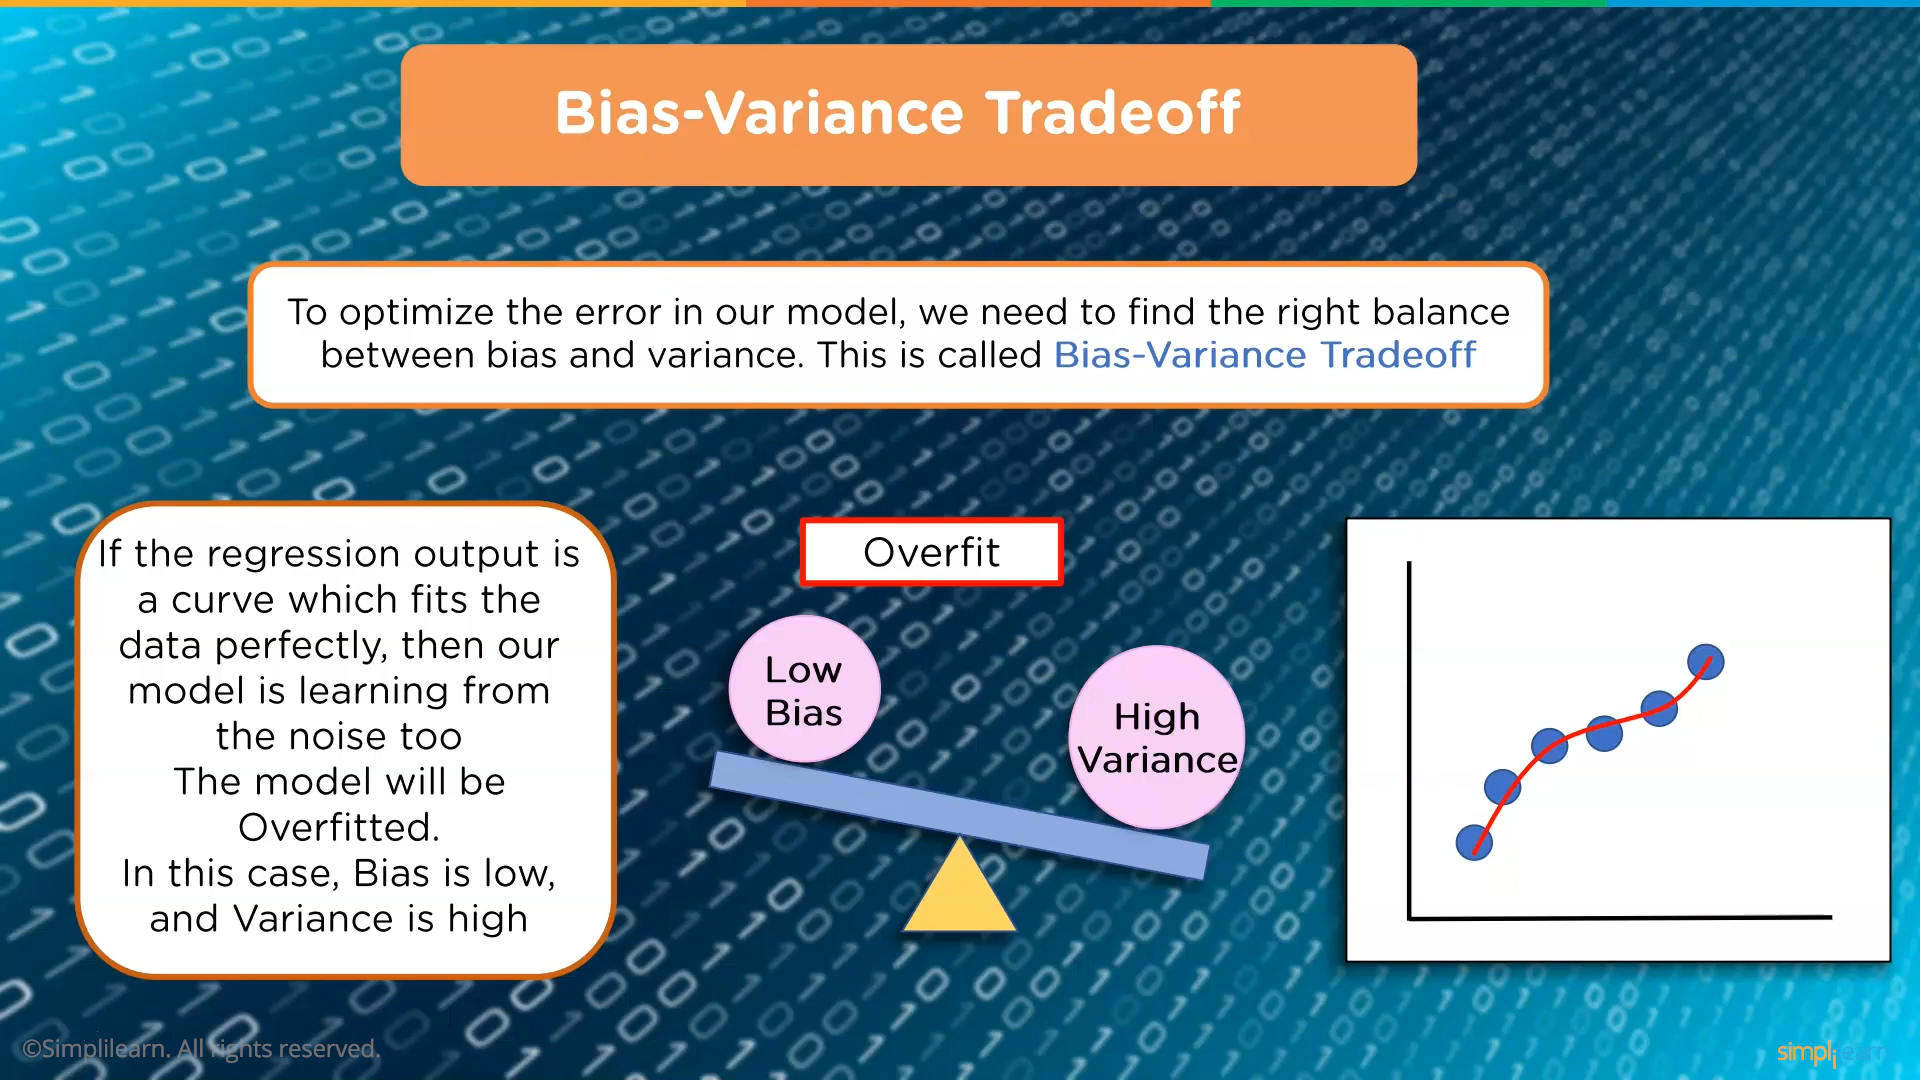 Bias-Variance Tradeoff
To optimize the error in our model, we need to find the right balance
between bias and variance. This is called Bias-Variance Tradeoff
If the regression output is
a curve which fits the
data perfectly, then our
model is learning from
the noise too
The model will be
Overfitted.
In this case, Bias is low,
and Variance is high
Overfit
Low
Bias
High
Variance
©Simplilearn. All rights reserved.
simplilearn